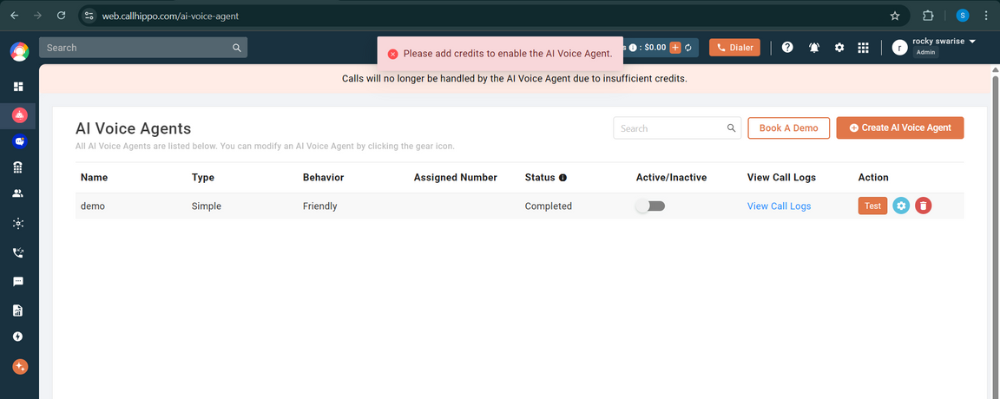 web.callhippo.com/ai-voice-agent
S
Search
Please add credits to enable the AI Voice Agent.
s : $0.00
Dialer
r
rocky swarise
Admin
Calls will no longer be handled by the AI Voice Agent due to insufficient credits.
AI Voice Agents
All AI Voice Agents are listed below. You can modify an AI Voice Agent by clicking the gear icon.
Search
Book A Demo
Create AI Voice Agent
Name Type Behavior Assigned Number Status Active/Inactive View Call Logs Action
demo Simple Friendly Completed View Call Logs Test